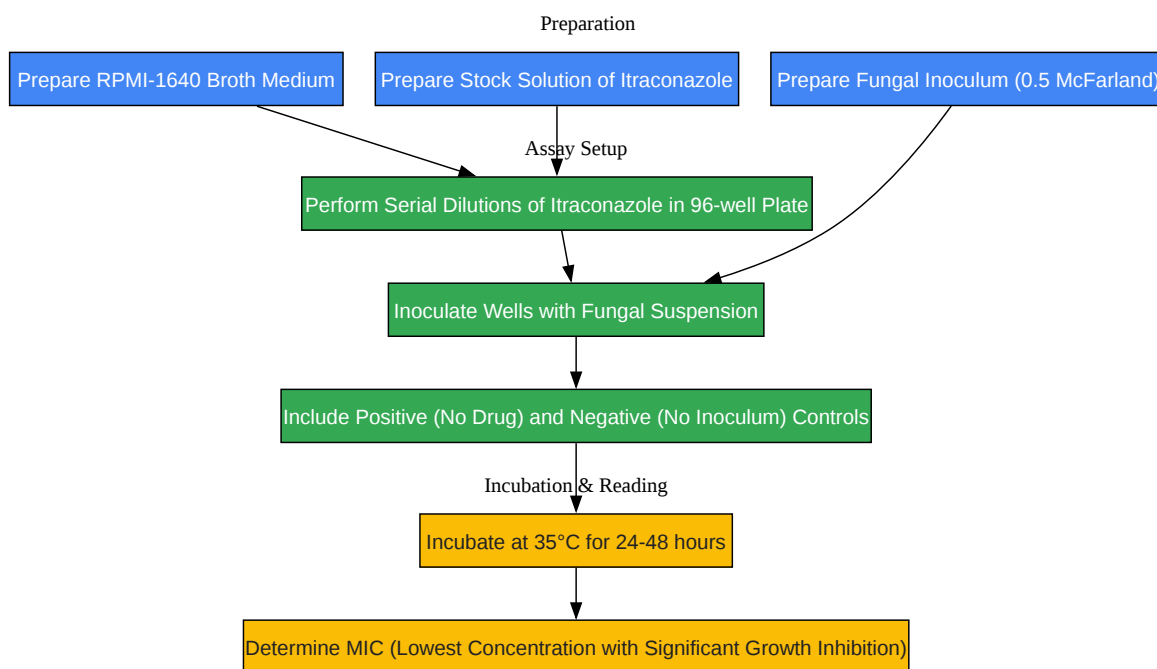 Preparation
Prepare RPMI-1640 Broth Medium
Prepare Stock Solution of Itraconazole
Prepare Fungal Inoculum (0.5 McFarland)
Assay Setup
Perform Serial Dilutions of Itraconazole in 96-well Plate
Inoculate Wells with Fungal Suspension
Include Positive (No Drug) and Negative (No Inoculum) Controls
Incubation & Reading
Incubate at 35°C for 24-48 hours
Determine MIC (Lowest Concentration with Significant Growth Inhibition)